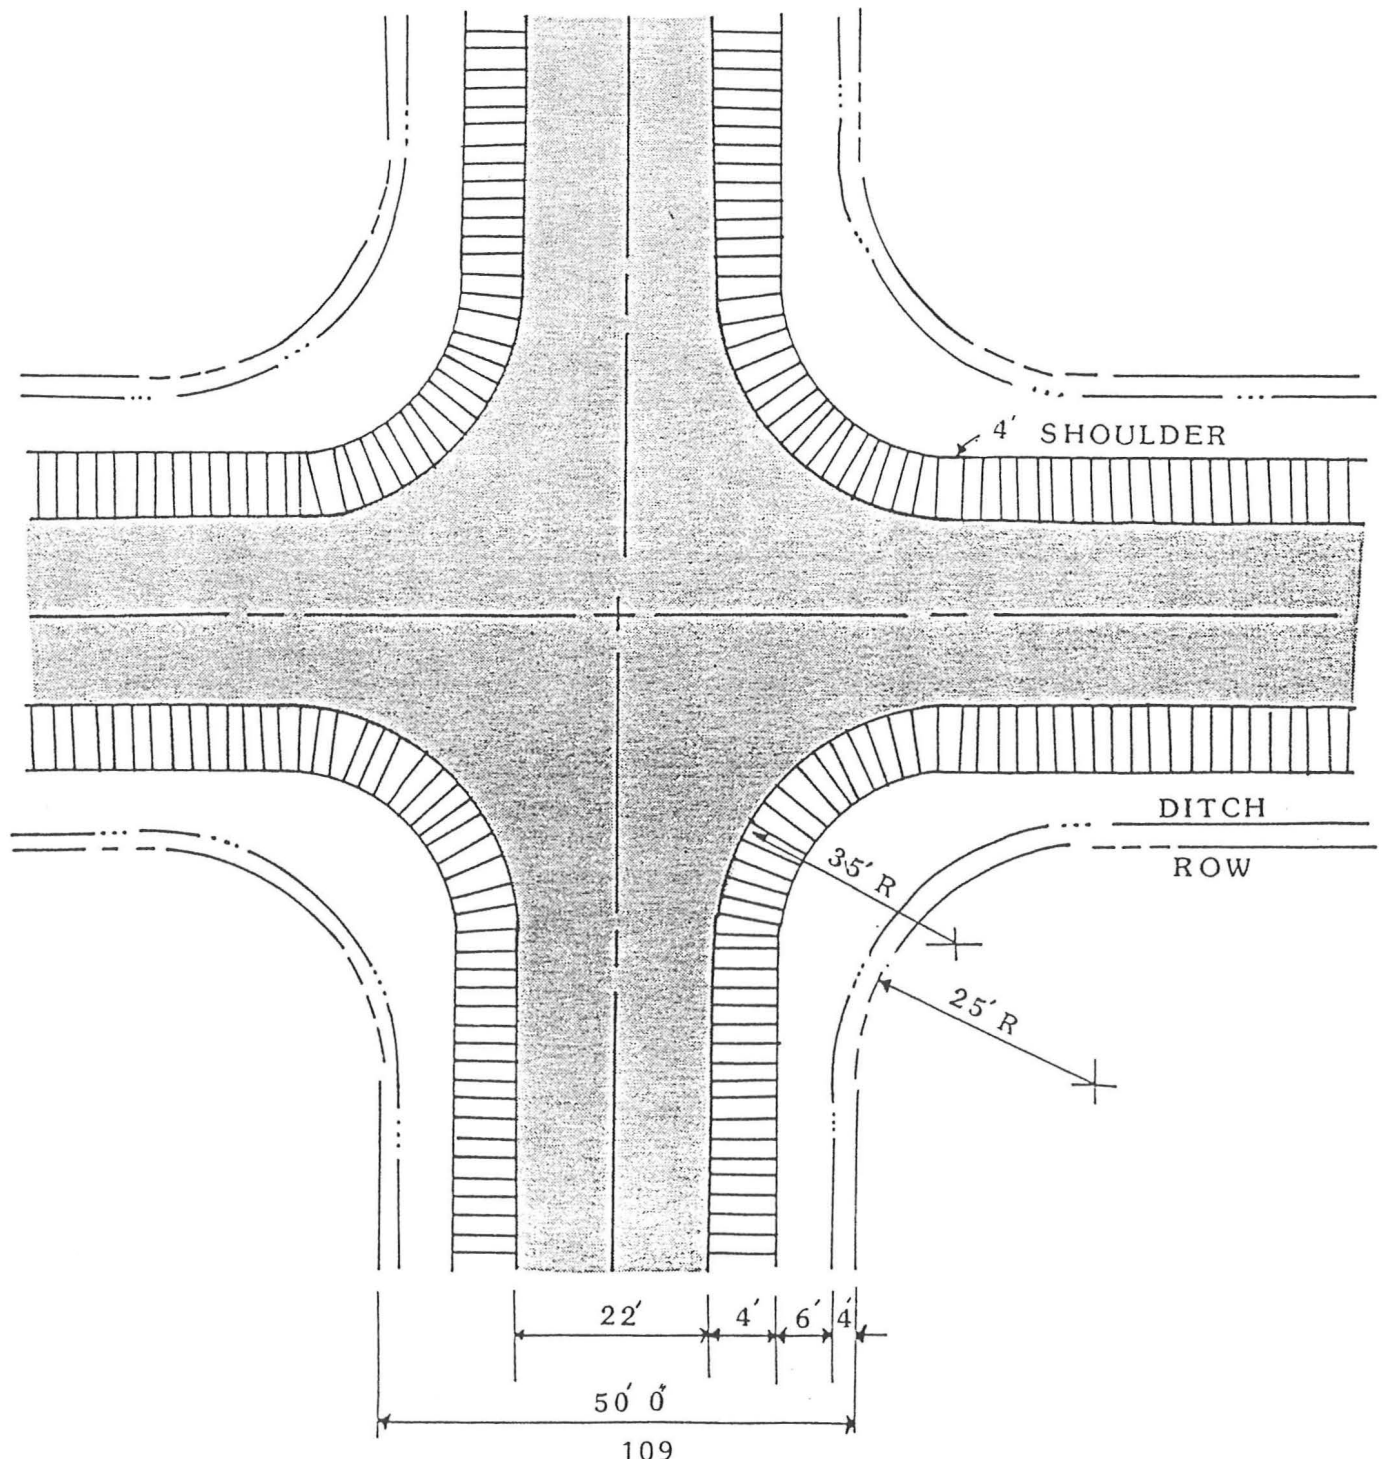 4' SHOULDER
DITCH
ROW
35' R
25' R
22' 4' 6' 4'
50' 0"
109